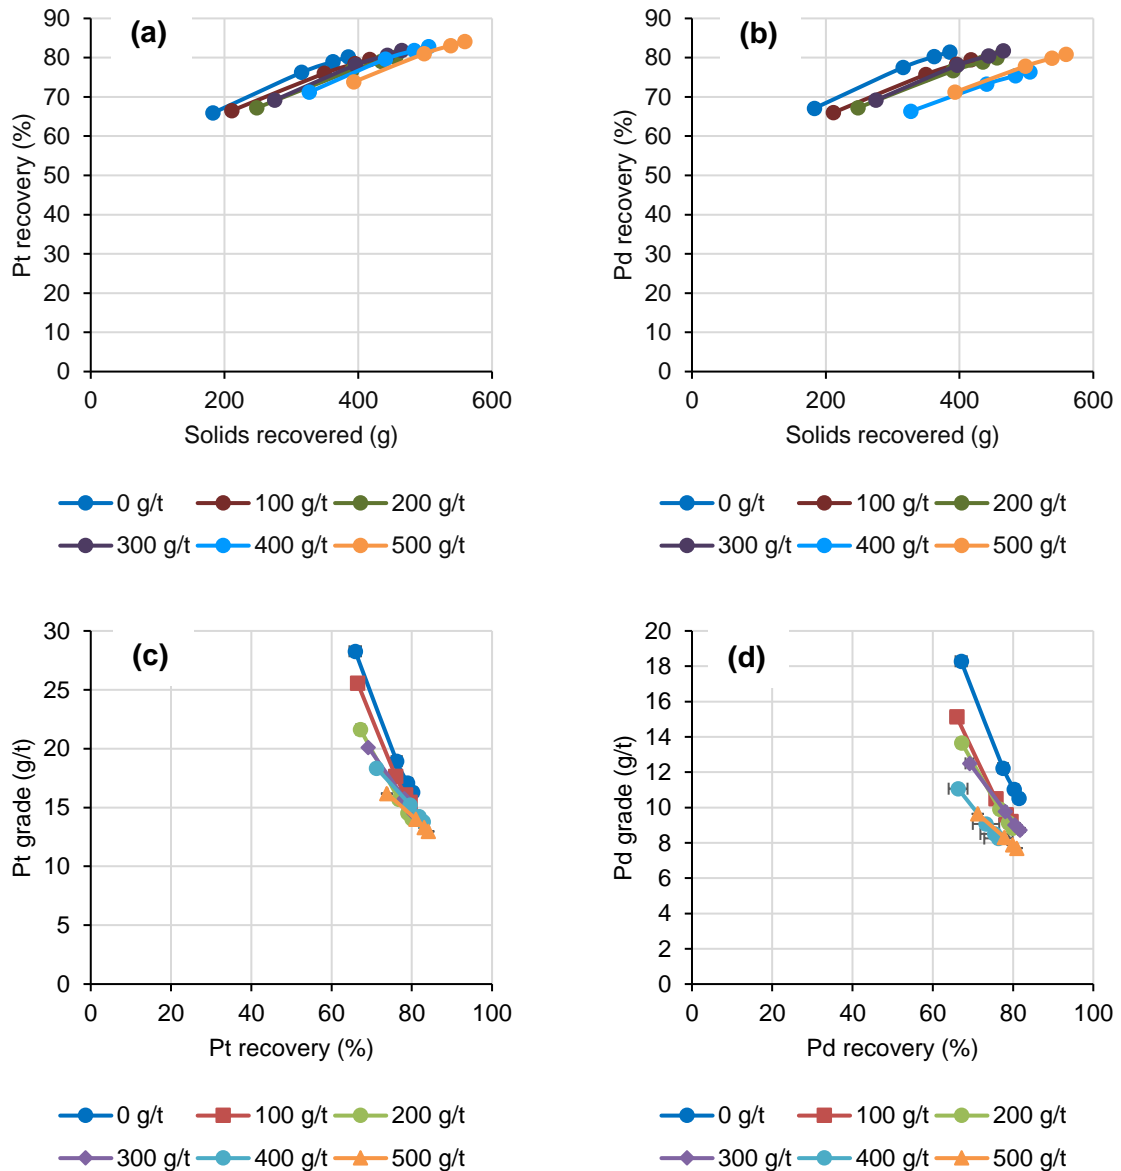 (a)
90
80
70
60
50
40
30
20
10
0
Pt recovery (%)
0 200 400 600
Solids recovered (g)
0 g/t 100 g/t 200 g/t
300 g/t 400 g/t 500 g/t
(b)
90
80
70
60
50
40
30
20
10
0
Pd recovery (%)
0 200 400 600
Solids recovered (g)
0 g/t 100 g/t 200 g/t
300 g/t 400 g/t 500 g/t
(c)
30
25
20
15
10
5
0
Pt grade (g/t)
0 20 40 60 80 100
Pt recovery (%)
0 g/t 100 g/t 200 g/t
300 g/t 400 g/t 500 g/t
(d)
20
18
16
14
12
10
8
6
4
2
0
Pd grade (g/t)
0 20 40 60 80 100
Pd recovery (%)
0 g/t 100 g/t 200 g/t
300 g/t 400 g/t 500 g/t